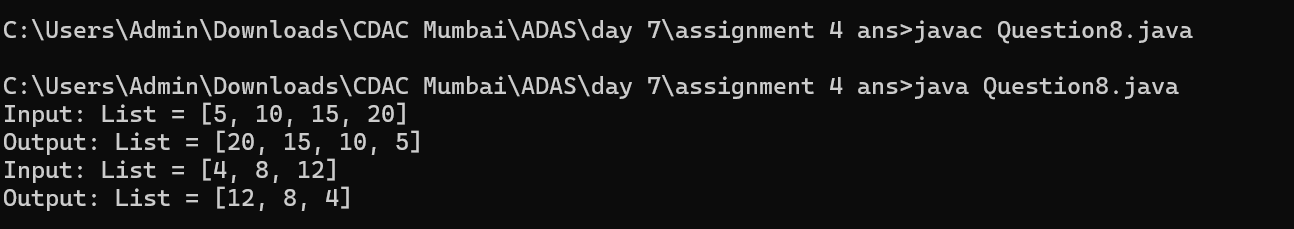 C:\Users\Admin\Downloads\CDAC Mumbai\ADAS\day 7\assignment 4 ans>javac Question8.java
C:\Users\Admin\Downloads\CDAC Mumbai\ADAS\day 7\assignment 4 ans>java Question8.java
Input: List = [5, 10, 15, 20]
Output: List = [20, 15, 10, 5]
Input: List = [4, 8, 12]
Output: List = [12, 8, 4]